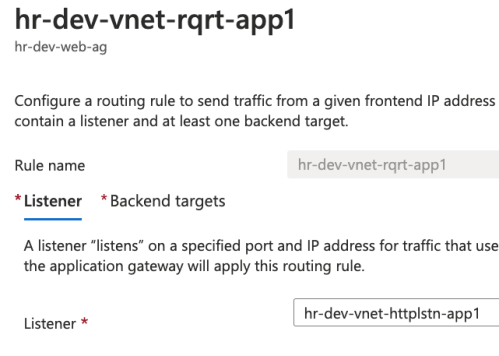 hr-dev-vnet-rqrt-app1
hr-dev-web-ag
Configure a routing rule to send traffic from a given frontend IP address
contain a listener and at least one backend target.
Rule name
hr-dev-vnet-rqrt-app1
* Listener * Backend targets
A listener “listens” on a specified port and IP address for traffic that use
the application gateway will apply this routing rule.
Listener *
hr-dev-vnet-httplstn-app1